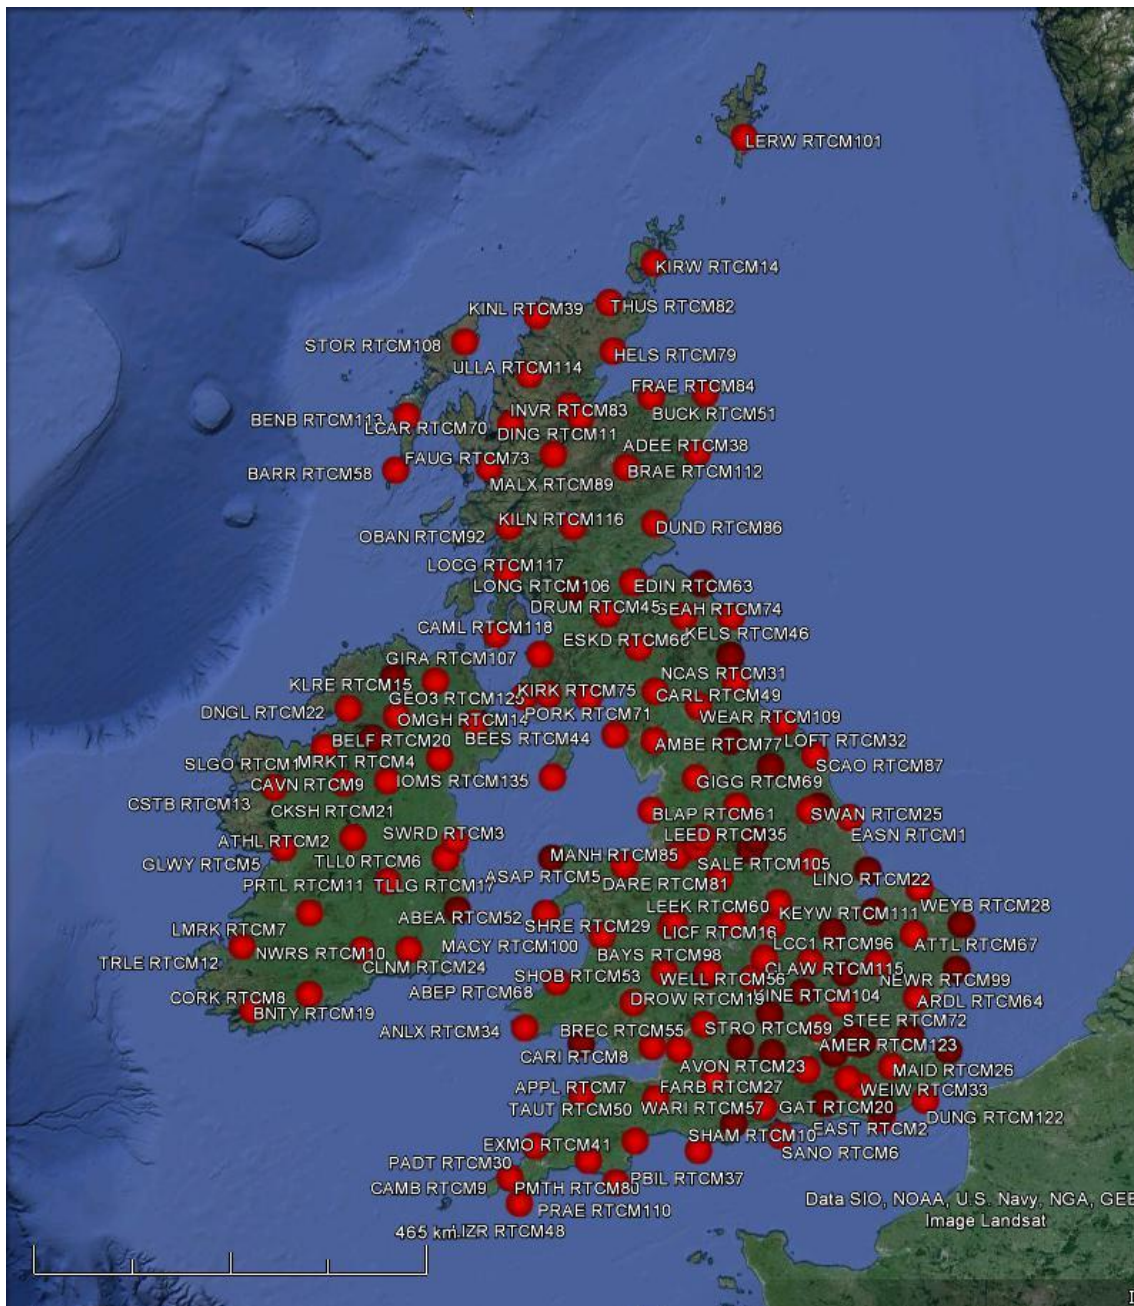 LERW RTCM101
KIRW RTCM14
KINL RTCM39
THUS RTCM82
STOR RTCM108
HELS RTCM79
ULLA RTCM114
FRAE RTCM84
BENB RTCM113
INVR RTCM83
BUCK RTCM51
LCAR RTCM70
DING RTCM11
ADEE RTCM38
FAUG RTCM73
BARR RTCM58
BRAE RTCM112
MALX RTCM89
KILN RTCM116
DUND RTCM86
OBAN RTCM92
LOCG RTCM117
LONG RTCM106
EDIN RTCM63
DRUM RTCM45
SEAH RTCM74
CAML RTCM118
KELS RTCM46
ESKD RTCM66
GIRA RTCM107
NCAS RTCM31
KLRE RTCM15
KIRK RTCM75
CARL RTCM49
GEO3 RTCM125
DNGL RTCM22
OMGH RTCM14
PORK RTCM71
WEAR RTCM109
BELF RTCM20
BEES RTCM44
AMBE RTCM77
LOFT RTCM32
SLGO RTCM1
MRKT RTCM4
SCAO RTCM87
CAVN RTCM9
IOMS RTCM135
GIGG RTCM69
CSTB RTCM13
CKSH RTCM21
BLAP RTCM61
SWAN RTCM25
SWRD RTCM3
LEED RTCM35
EASN RTCM1
ATHL RTCM2
GLWY RTCM5
TLL0 RTCM6
MANH RTCM85
SALE RTCM105
ASAP RTCM5
LINO RTCM22
PRTL RTCM11
TLLG RTCM17
DARE RTCM81
LEEK RTCM60
WEYB RTCM28
ABEA RTCM52
KEYW RTCM111
LMRK RTCM7
SHRE RTCM29
LICF RTCM16
NWRS RTCM10
MACY RTCM100
LCC1 RTCM96
ATTL RTCM67
TRLE RTCM12
CLNM RTCM24
BAYS RTCM98
CLAW RTCM115
SHOB RTCM53
WELL RTCM56
NEWR RTCM99
CORK RTCM8
ABEP RTCM68
DROW RTCM19
KINE RTCM104
ARDL RTCM64
BNTY RTCM19
STEE RTCM72
ANLX RTCM34
BREC RTCM55
STRO RTCM59
AMER RTCM123
CARI RTCM8
AVON RTCM23
MAID RTCM26
APPL RTCM7
FARB RTCM27
WEIW RTCM33
TAUT RTCM50
WARI RTCM57
GAT RTCM20
DUNG RTCM122
EAST RTCM2
EXMO RTCM41
SHAM RTCM10
SANO RTCM6
PADT RTCM30
PBIL RTCM37
CAMB RTCM9
PMTH RTCM80
PRAE RTCM110
465 km
LIZR RTCM48
Data SIO, NOAA, U.S. Navy, NGA, GEB
Image Landsat